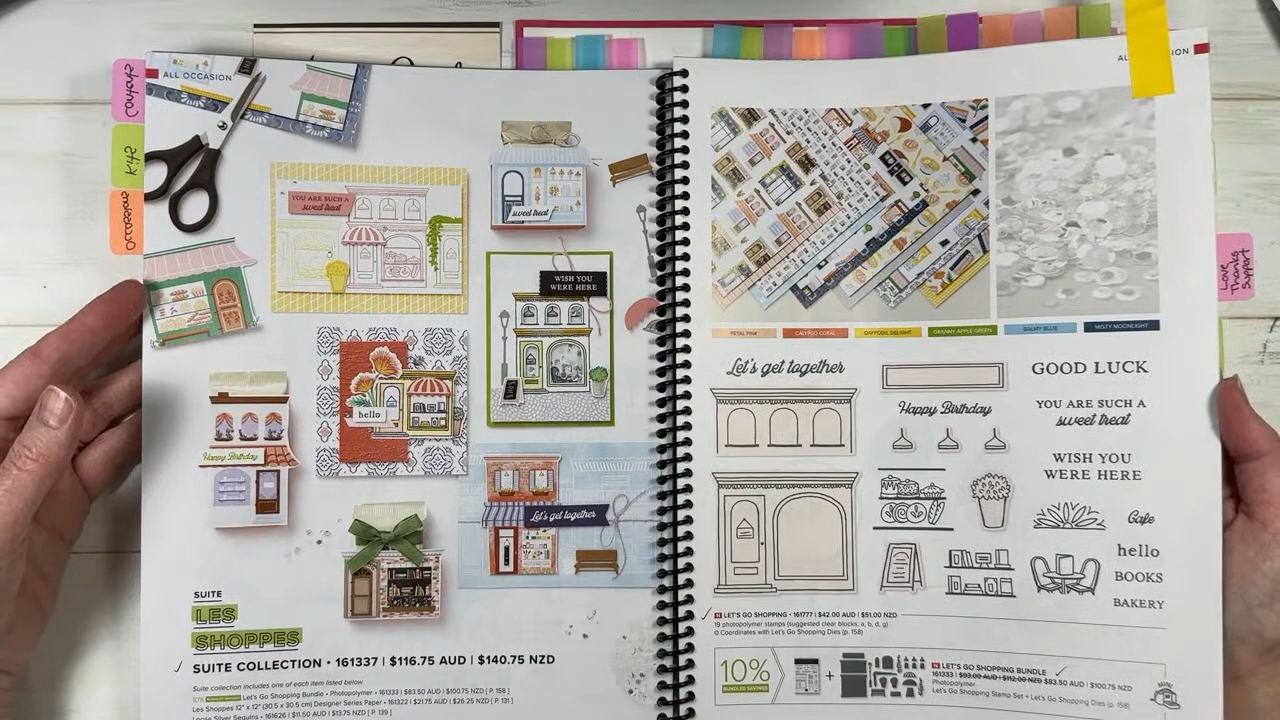 Contents
Kits
Occasions
ALL OCCASION
YOU ARE SUCH A
sweet treat
sweet treat
WISH YOU
WERE HERE
hello
Happy Birthday
Let's get together
SUITE
LES
SHOPPES
SUITE COLLECTION • 161337 | $116.75 AUD | $140.75 NZD
Suite collection includes one of each item listed below
10% Let's Go Shopping Bundle • Photopolymer • 161333 | $83.50 AUD | $100.75 NZD [ P. 158 ]
Les Shoppes 12" x 12" (30.5 x 30.5 cm) Designer Series Paper • 161322 | $21.75 AUD | $26.25 NZD [ P. 131 ]
Loose Silver Sequins • 161626 | $11.50 AUD | $13.75 NZD [ P. 139 ]
PETAL PINK
CALYPSO CORAL
DAFFODIL DELIGHT
GRANNY APPLE GREEN
BALMY BLUE
MISTY MOONLIGHT
Let's get together
GOOD LUCK
Happy Birthday
YOU ARE SUCH A
sweet treat
WISH YOU
WERE HERE
Cafe
hello
BOOKS
BAKERY
N LET'S GO SHOPPING • 161777 | $42.00 AUD | $51.00 NZD
19 photopolymer stamps (suggested clear blocks: a, b, d, g)
O Coordinates with Let's Go Shopping Dies (p. 158)
10%
BUNDLED SAVINGS
+
N LET'S GO SHOPPING BUNDLE
161333 | $93.00 AUD | $112.00 NZD $83.50 AUD | $100.75 NZD
Photopolymer
Let's Go Shopping Stamp Set + Let's Go Shopping Dies (p. 158)
Love
Thanks
Support